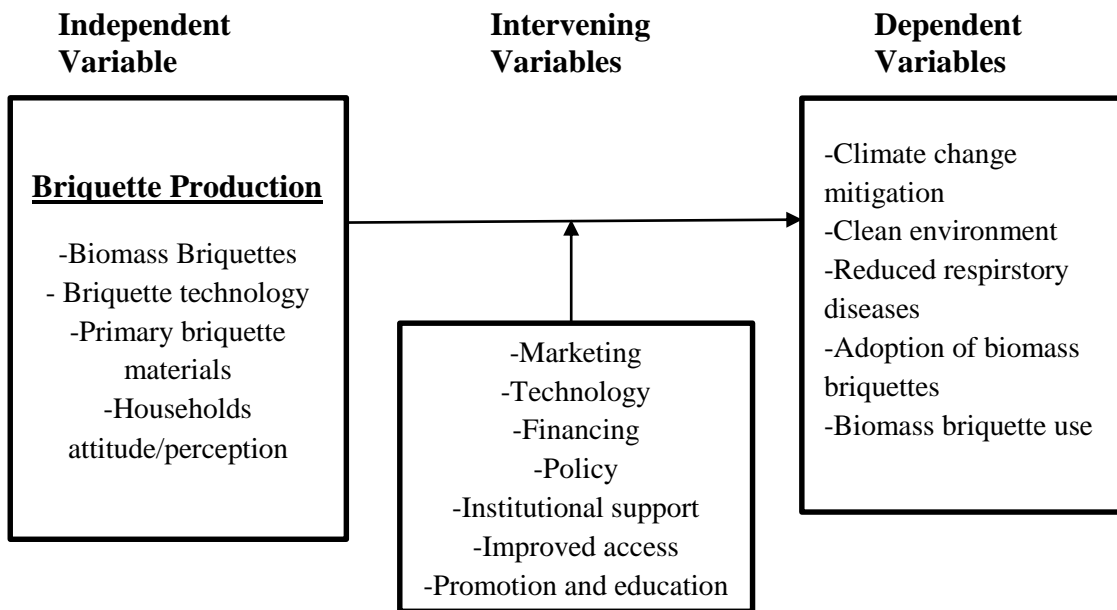 Independent
Variable
Intervening
Variables
Dependent
Variables
Briquette Production
-Biomass Briquettes
- Briquette technology
-Primary briquette
materials
-Households
attitude/perception
-Marketing
-Technology
-Financing
-Policy
-Institutional support
-Improved access
-Promotion and education
-Climate change
mitigation
-Clean environment
-Reduced respirstory
diseases
-Adoption of biomass
briquettes
-Biomass briquette use